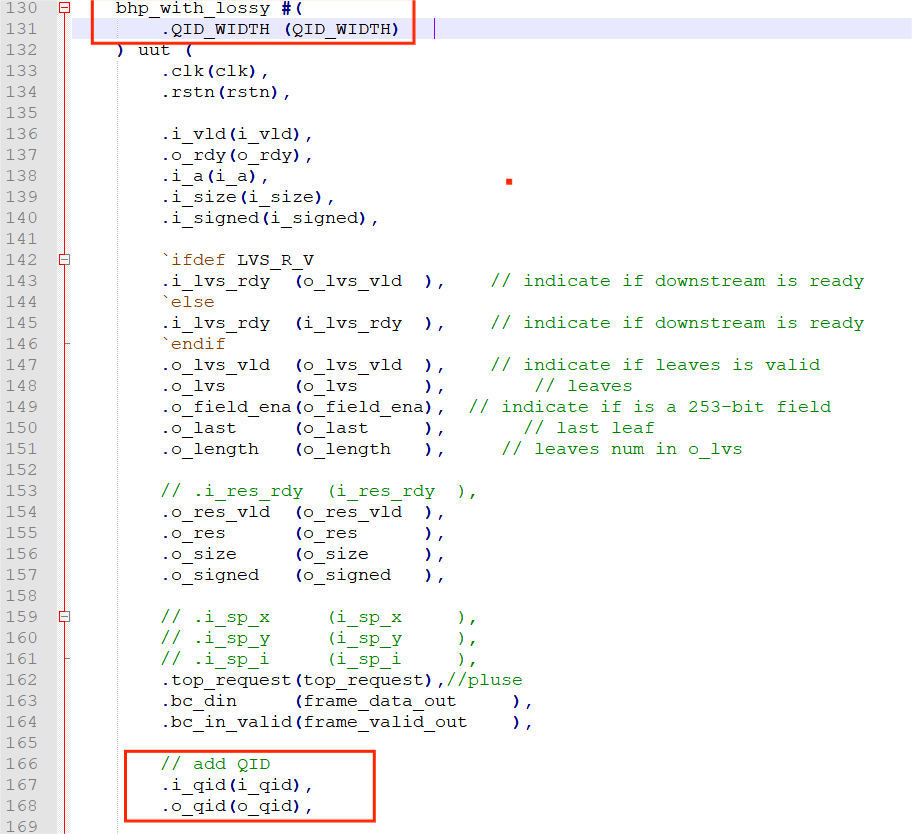 130 bhp_with_lossy #(
131 .QID_WIDTH (QID_WIDTH)
132 ) uut (
133 .clk(clk),
134 .rstn(rstn),
135
136 .i_vld(i_vld),
137 .o_rdy(o_rdy),
138 .i_a(i_a),
139 .i_size(i_size),
140 .i_signed(i_signed),
141
142 `ifdef LVS_R_V
143 .i_lvs_rdy (o_lvs_vld ), // indicate if downstream is ready
144 `else
145 .i_lvs_rdy (i_lvs_rdy ), // indicate if downstream is ready
146 `endif
147 .o_lvs_vld (o_lvs_vld ), // indicate if leaves is valid
148 .o_lvs (o_lvs ), // leaves
149 .o_field_ena(o_field_ena), // indicate if is a 253-bit field
150 .o_last (o_last ), // last leaf
151 .o_length (o_length ), // leaves num in o_lvs
152
153 // .i_res_rdy (i_res_rdy ),
154 .o_res_vld (o_res_vld ),
155 .o_res (o_res ),
156 .o_size (o_size ),
157 .o_signed (o_signed ),
158
159 // .i_sp_x (i_sp_x ),
160 // .i_sp_y (i_sp_y ),
161 // .i_sp_i (i_sp_i ),
162 .top_request(top_request),//pluse
163 .bc_din (frame_data_out ),
164 .bc_in_valid(frame_valid_out ),
165
166 // add QID
167 .i_qid(i_qid),
168 .o_qid(o_qid),
169